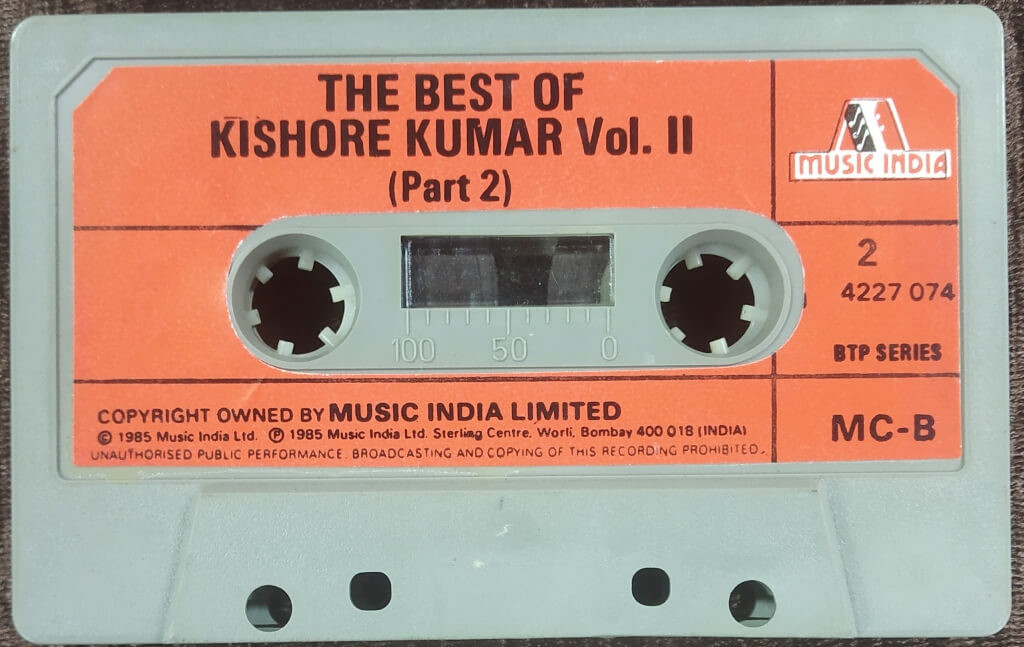 THE BEST OF
KISHORE KUMAR Vol. II
(Part 2)
MUSIC INDIA
2
4227 074
BTP SERIES
100 50 0
COPYRIGHT OWNED BY MUSIC INDIA LIMITED
© 1985 Music India Ltd. ℗ 1985 Music India Ltd. Sterling Centre, Worli, Bombay 400 018 (INDIA)
UNAUTHORISED PUBLIC PERFORMANCE. BROADCASTING AND COPYING OF THIS RECORDING PROHIBITED.
MC-B